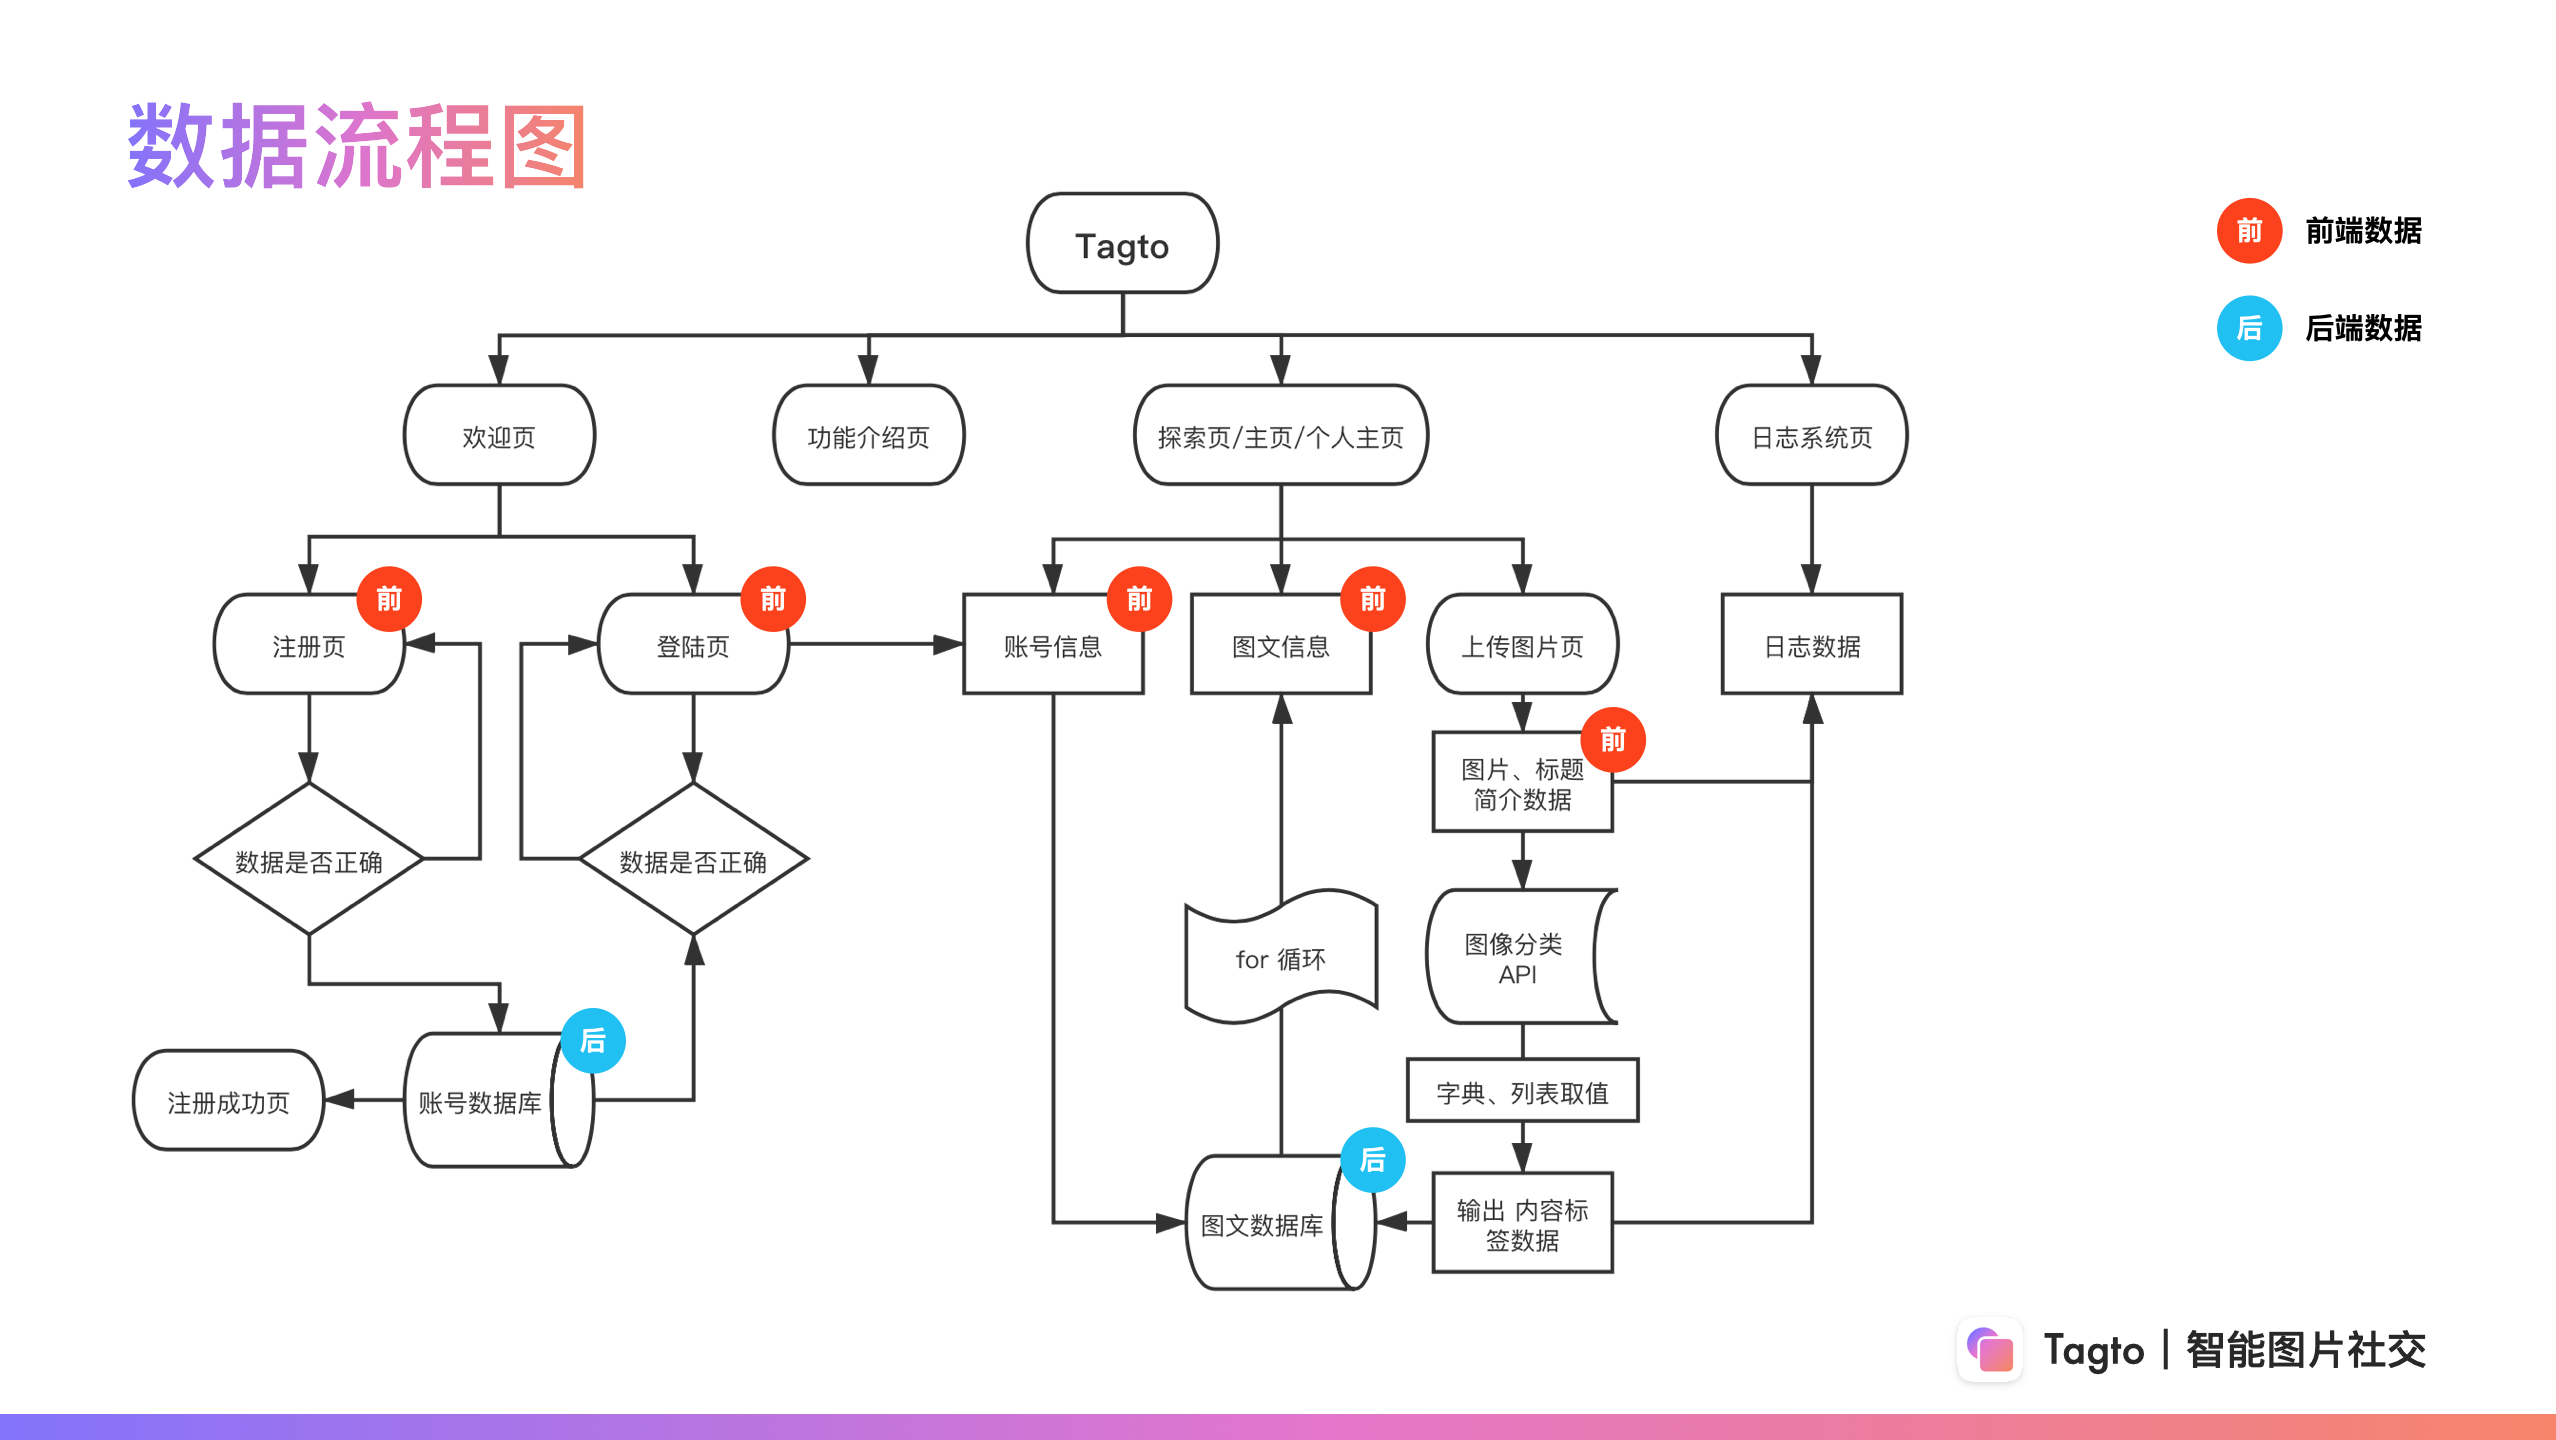 数据流程图
Tagto
前 前端数据
后 后端数据
欢迎页
功能介绍页
探索页/主页/个人主页
日志系统页
注册页
前
登陆页
前
账号信息
前
图文信息
前
上传图片页
日志数据
图片、标题
简介数据
前
数据是否正确
数据是否正确
for 循环
图像分类
API
注册成功页
账号数据库
后
字典、列表取值
图文数据库
后
输出 内容标
签数据
Tagto | 智能图片社交